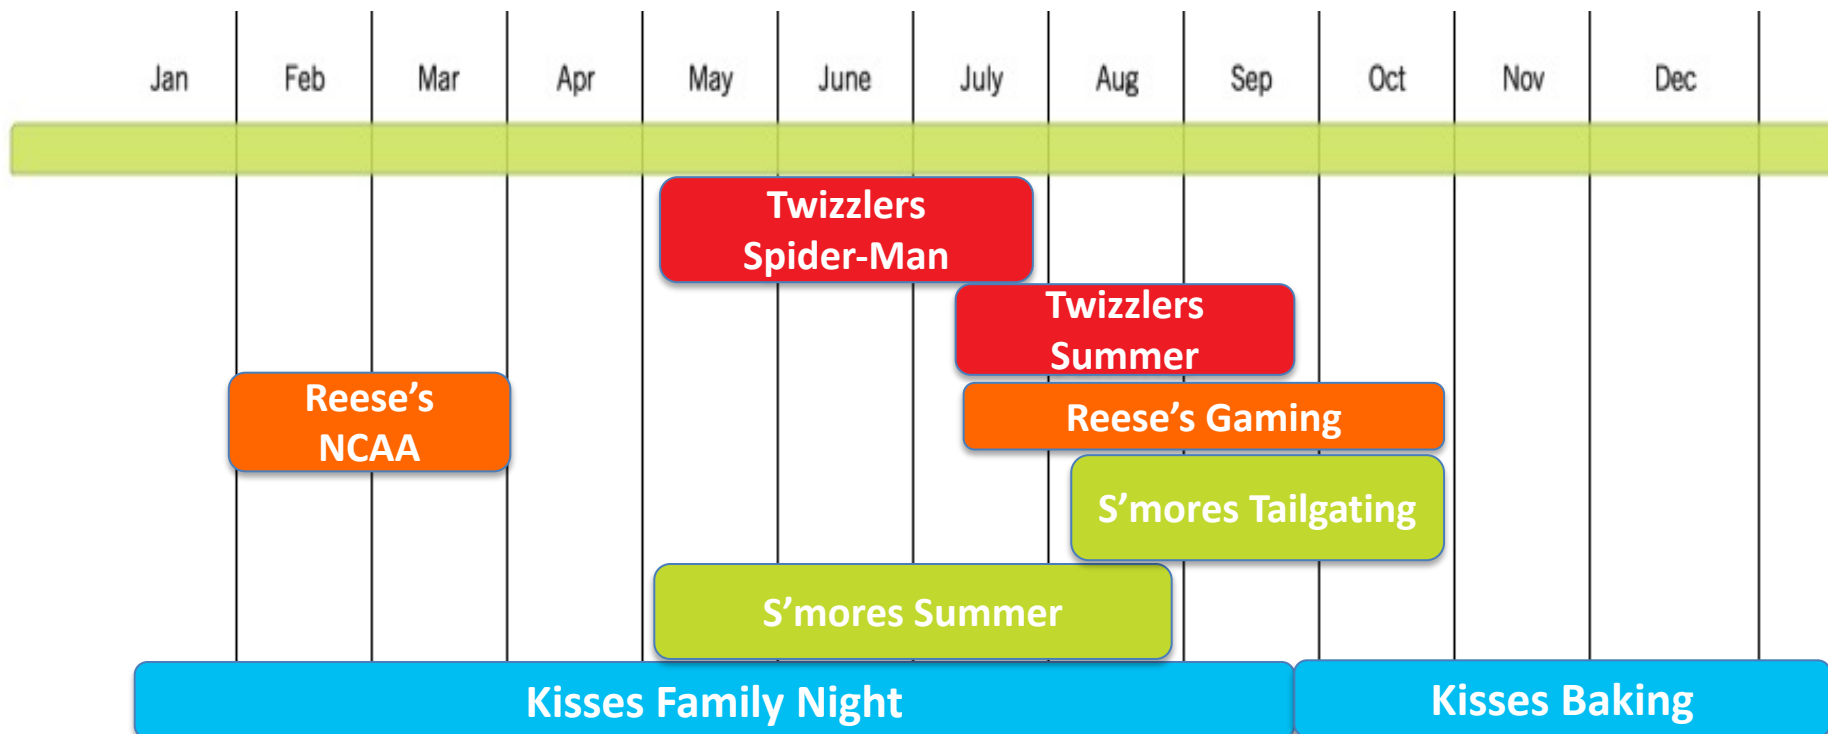 Jan Feb Mar Apr May June July Aug Sep Oct Nov Dec
Twizzlers
Spider-Man
Twizzlers
Summer
Reese’s
NCAA
Reese’s Gaming
S’mores Tailgating
S’mores Summer
Kisses Family Night
Kisses Baking